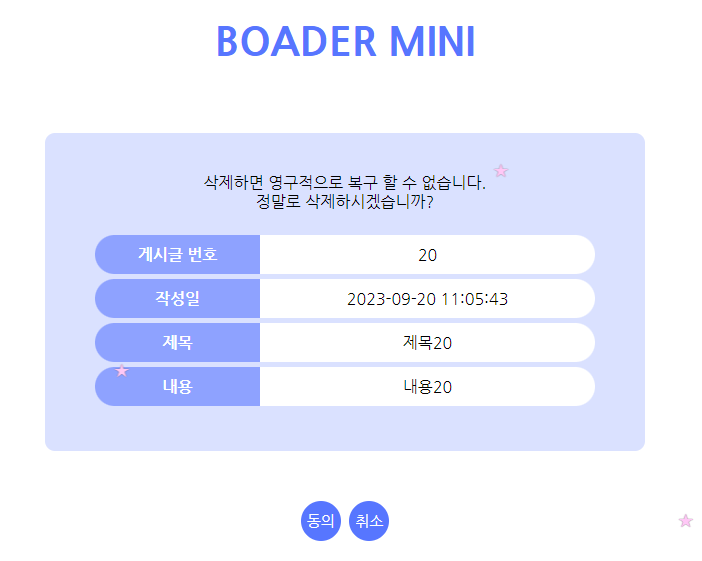 BOADER MINI
삭제하면 영구적으로 복구 할 수 없습니다.
정말로 삭제하시겠습니까?
게시글 번호 20
작성일 2023-09-20 11:05:43
제목 제목20
내용 내용20
동의 취소